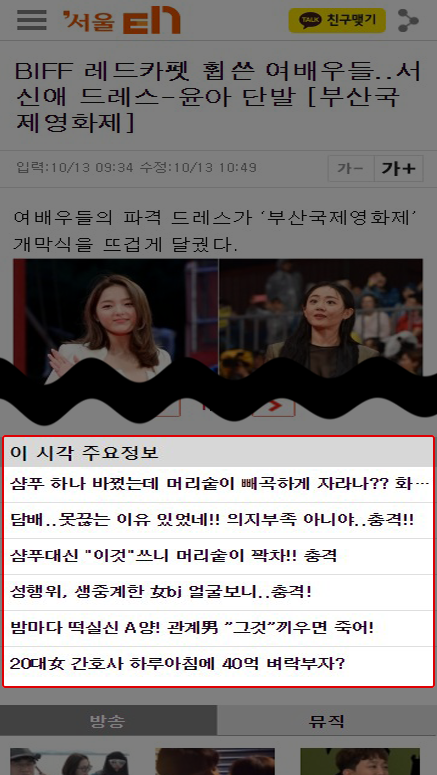 '서울 En
TALK 친구맺기
BIFF 레드카펫 휩쓴 여배우들..서
신애 드레스-윤아 단발 [부산국
제영화제]
입력:10/13 09:34 수정:10/13 10:49
가- 가+
여배우들의 파격 드레스가 ‘부산국제영화제’
개막식을 뜨겁게 달궜다.
이 시각 주요정보
샴푸 하나 바꿨는데 머리숱이 빼곡하게 자라나?? 화…
담배..못끊는 이유 있었네!! 의지부족 아니야..충격!!
샴푸대신 "이것"쓰니 머리숱이 꽉차!! 충격
성행위, 생중계한 女bj 얼굴보니..충격!
밤마다 떡실신 A양! 관계男 ”그것”끼우면 죽어!
20대女 간호사 하루아침에 40억 벼락부자?
방송 뮤직